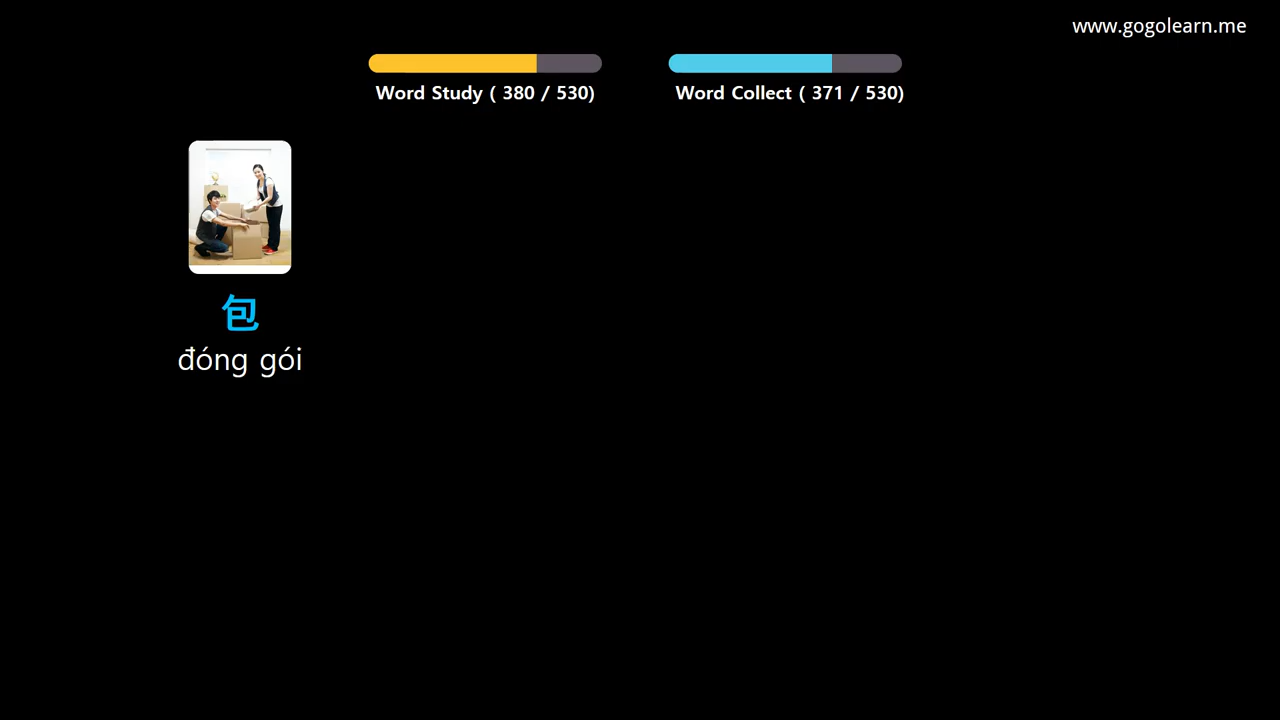 www.gogolearn.me
Word Study ( 380 / 530)
Word Collect ( 371 / 530)
包
đóng gói